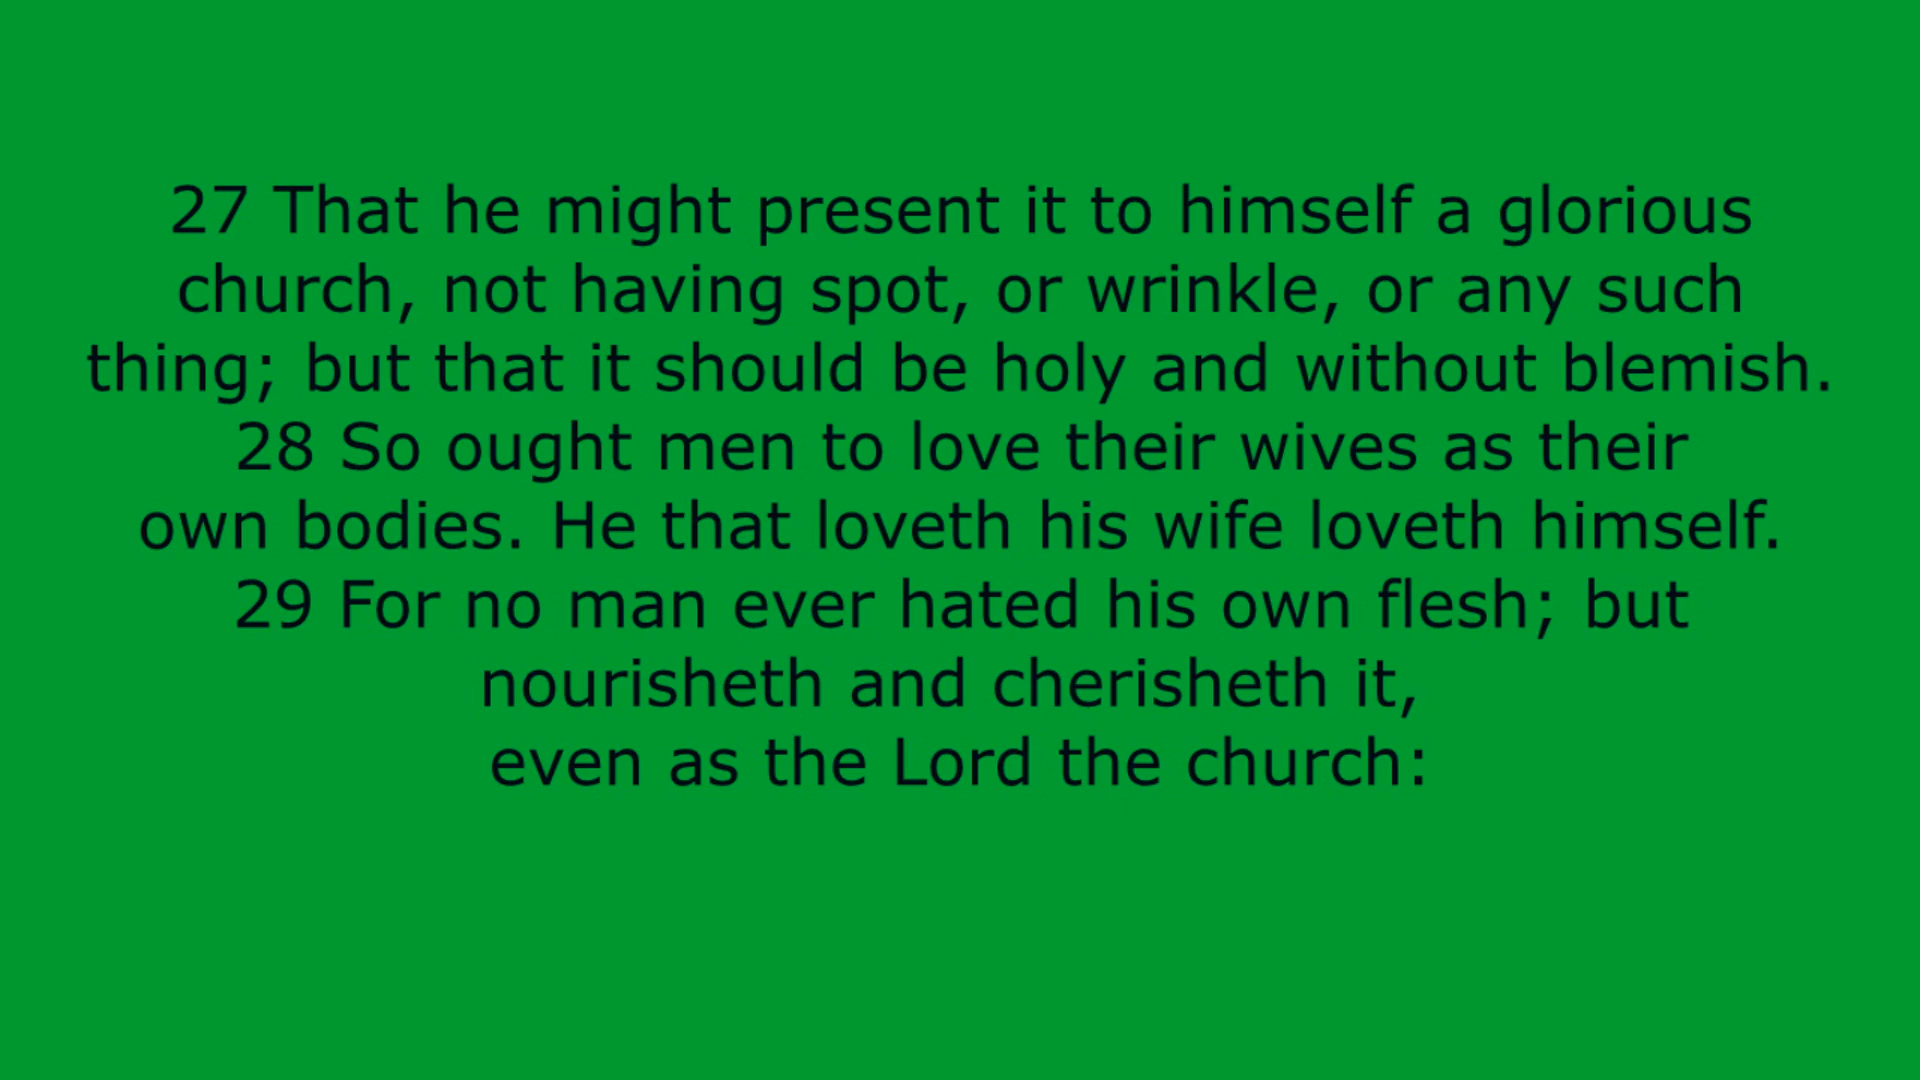 27 That he might present it to himself a glorious
church, not having spot, or wrinkle, or any such
thing; but that it should be holy and without blemish.
28 So ought men to love their wives as their
own bodies. He that loveth his wife loveth himself.
29 For no man ever hated his own flesh; but
nourisheth and cherisheth it,
even as the Lord the church: